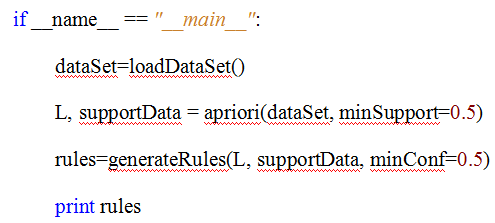 if __name__ == "__main__":
dataSet=loadDataSet()
L, supportData = apriori(dataSet, minSupport=0.5)
rules=generateRules(L, supportData, minConf=0.5)
print rules